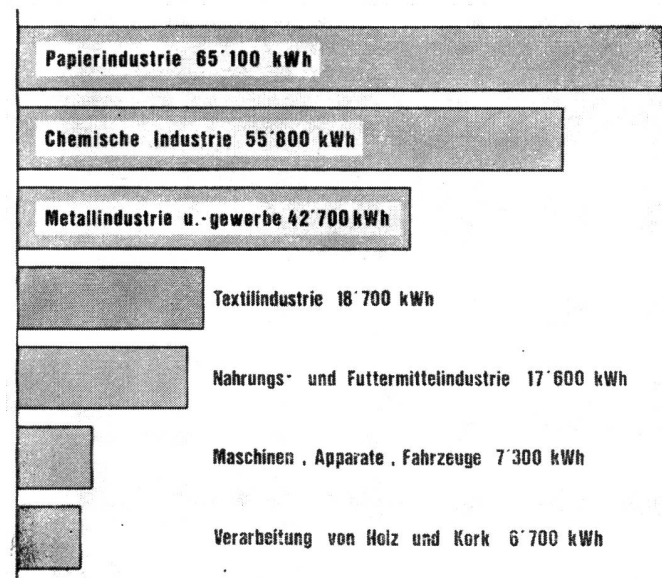 Papierindustrie 65´100 kWh
Chemische Industrie 55´800 kWh
Metallindustrie u.-gewerbe 42´700 kWh
Textilindustrie 18´700 kWh
Nahrungs- und Futtermittelindustrie 17´600 kWh
Maschinen , Apparate , Fahrzeuge 7´300 kWh
Verarbeitung von Holz und Kork 6´700 kWh